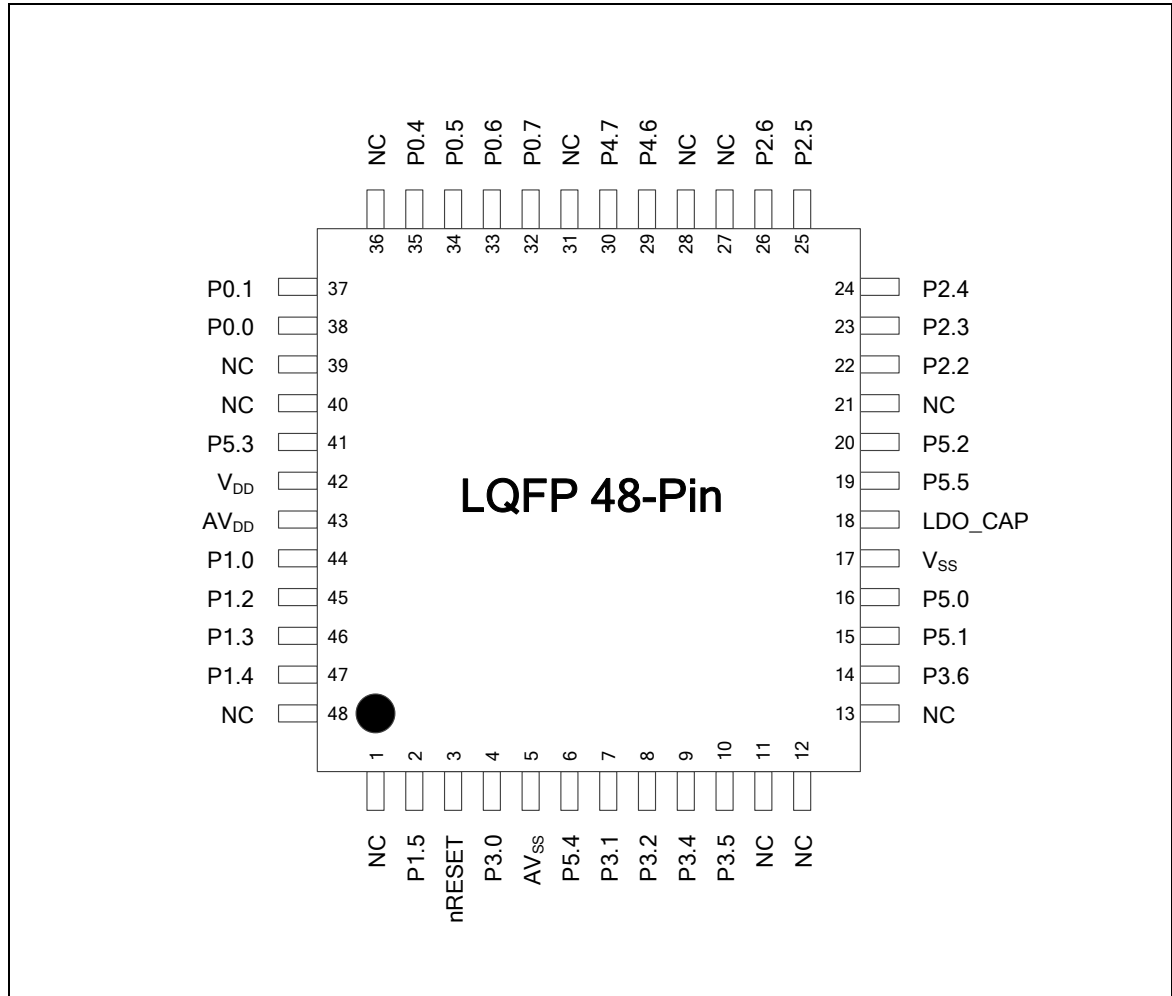 NC P0.4 P0.5 P0.6 P0.7 NC P4.7 P4.6 NC NC P2.6 P2.5
36 35 34 33 32 31 30 29 28 27 26 25
P0.1 37 24 P2.4
P0.0 38 23 P2.3
NC 39 22 P2.2
NC 40 21 NC
P5.3 41 20 P5.2
VDD 42 19 P5.5
LQFP 48-Pin
AVDD 43 18 LDO_CAP
P1.0 44 17 VSS
P1.2 45 16 P5.0
P1.3 46 15 P5.1
P1.4 47 14 P3.6
NC 48 13 NC
1 2 3 4 5 6 7 8 9 10 11 12
NC P1.5 nRESET P3.0 AVSS P5.4 P3.1 P3.2 P3.4 P3.5 NC NC